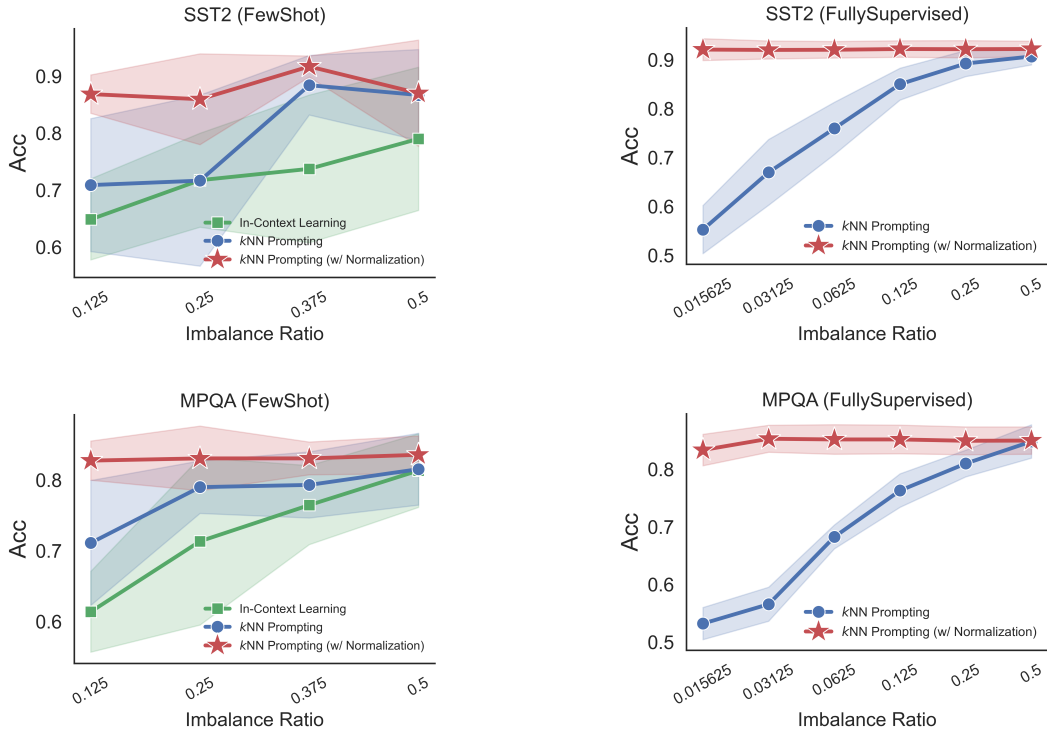 SST2 (FewShot)
Acc
0.9
0.8
0.7
0.6
In-Context Learning
kNN Prompting
kNN Prompting (w/ Normalization)
0.125
0.25
0.375
0.5
Imbalance Ratio
SST2 (FullySupervised)
Acc
0.9
0.8
0.7
0.6
0.5
kNN Prompting
kNN Prompting (w/ Normalization)
0.015625
0.03125
0.0625
0.125
0.25
0.5
Imbalance Ratio
MPQA (FewShot)
Acc
0.8
0.7
0.6
In-Context Learning
kNN Prompting
kNN Prompting (w/ Normalization)
0.125
0.25
0.375
0.5
Imbalance Ratio
MPQA (FullySupervised)
Acc
0.8
0.7
0.6
0.5
kNN Prompting
kNN Prompting (w/ Normalization)
0.015625
0.03125
0.0625
0.125
0.25
0.5
Imbalance Ratio